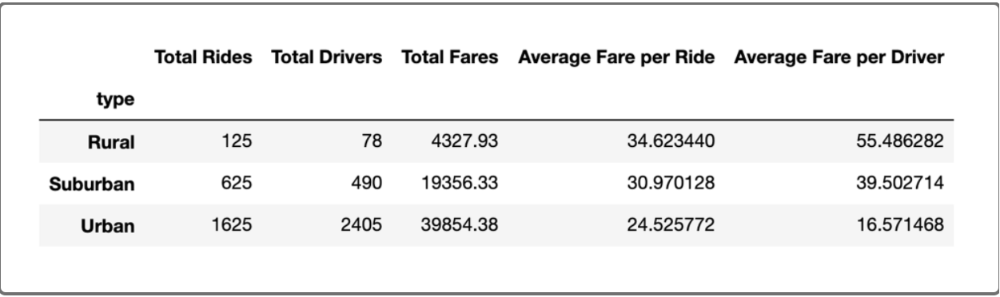 Total Rides Total Drivers Total Fares Average Fare per Ride Average Fare per Driver
type
Rural 125 78 4327.93 34.623440 55.486282
Suburban 625 490 19356.33 30.970128 39.502714
Urban 1625 2405 39854.38 24.525772 16.571468